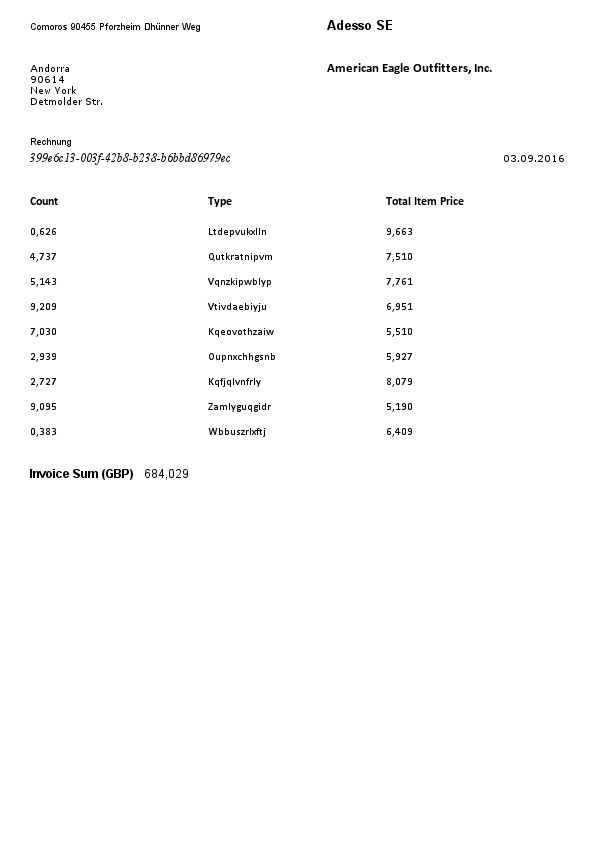 Comoros 90455 Pforzheim Dhünner Weg
Adesso SE
Andorra
90614
New York
Detmolder Str.
American Eagle Outfitters, Inc.
Rechnung
399e6c13-003f-42b8-b238-b6bbd86979ec
03.09.2016
Count Type Total Item Price
0,626 Ltdepvukxlln 9,663
4,737 Qutkratnipvm 7,510
5,143 Vqnzkipwblyp 7,761
9,209 Vtivdaebiyju 6,951
7,030 Kqeovothzaiw 5,510
2,939 Oupnxchhgsnb 5,927
2,727 Kqfjqlvnfrly 8,079
9,095 Zamlyguqgidr 5,190
0,383 Wbbuszrlxftj 6,409
Invoice Sum (GBP) 684,029